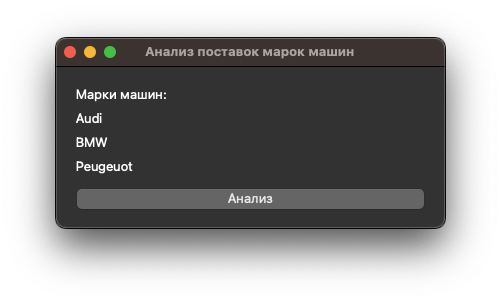 Анализ поставок марок машин
Марки машин:
Audi
BMW
Peugeuot
Анализ